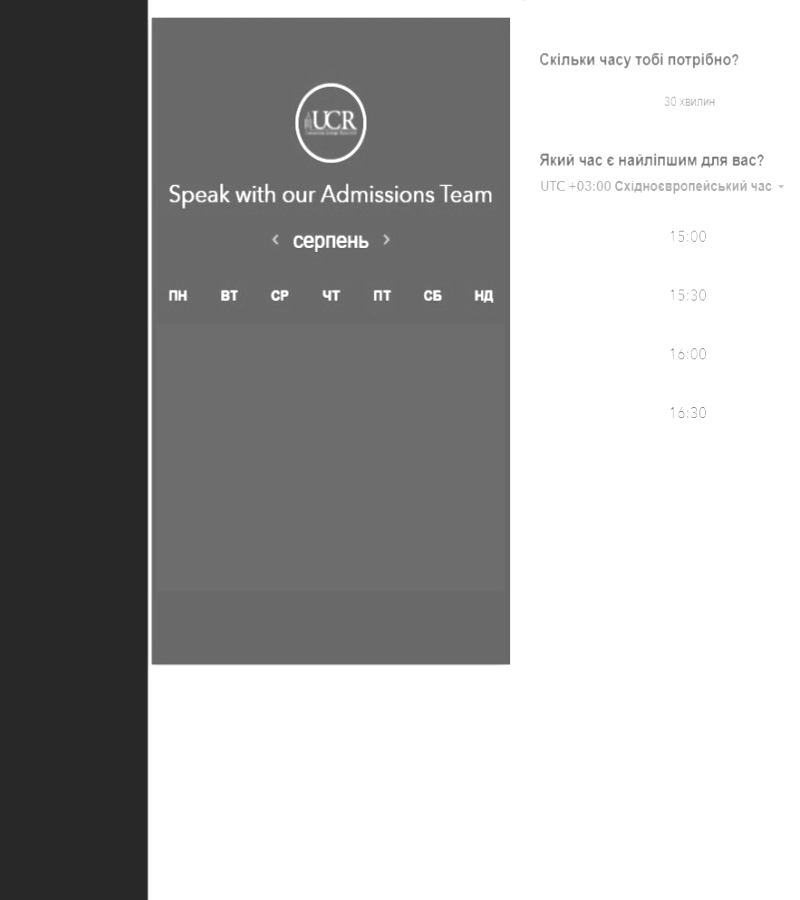 UCR
Speak with our Admissions Team
‹ серпень ›
ПН ВТ СР ЧТ ПТ СБ НД
Скільки часу тобі потрібно?
30 хвилин
Який час є найліпшим для вас?
UTC +03:00 Східноєвропейський час
15:00
15:30
16:00
16:30